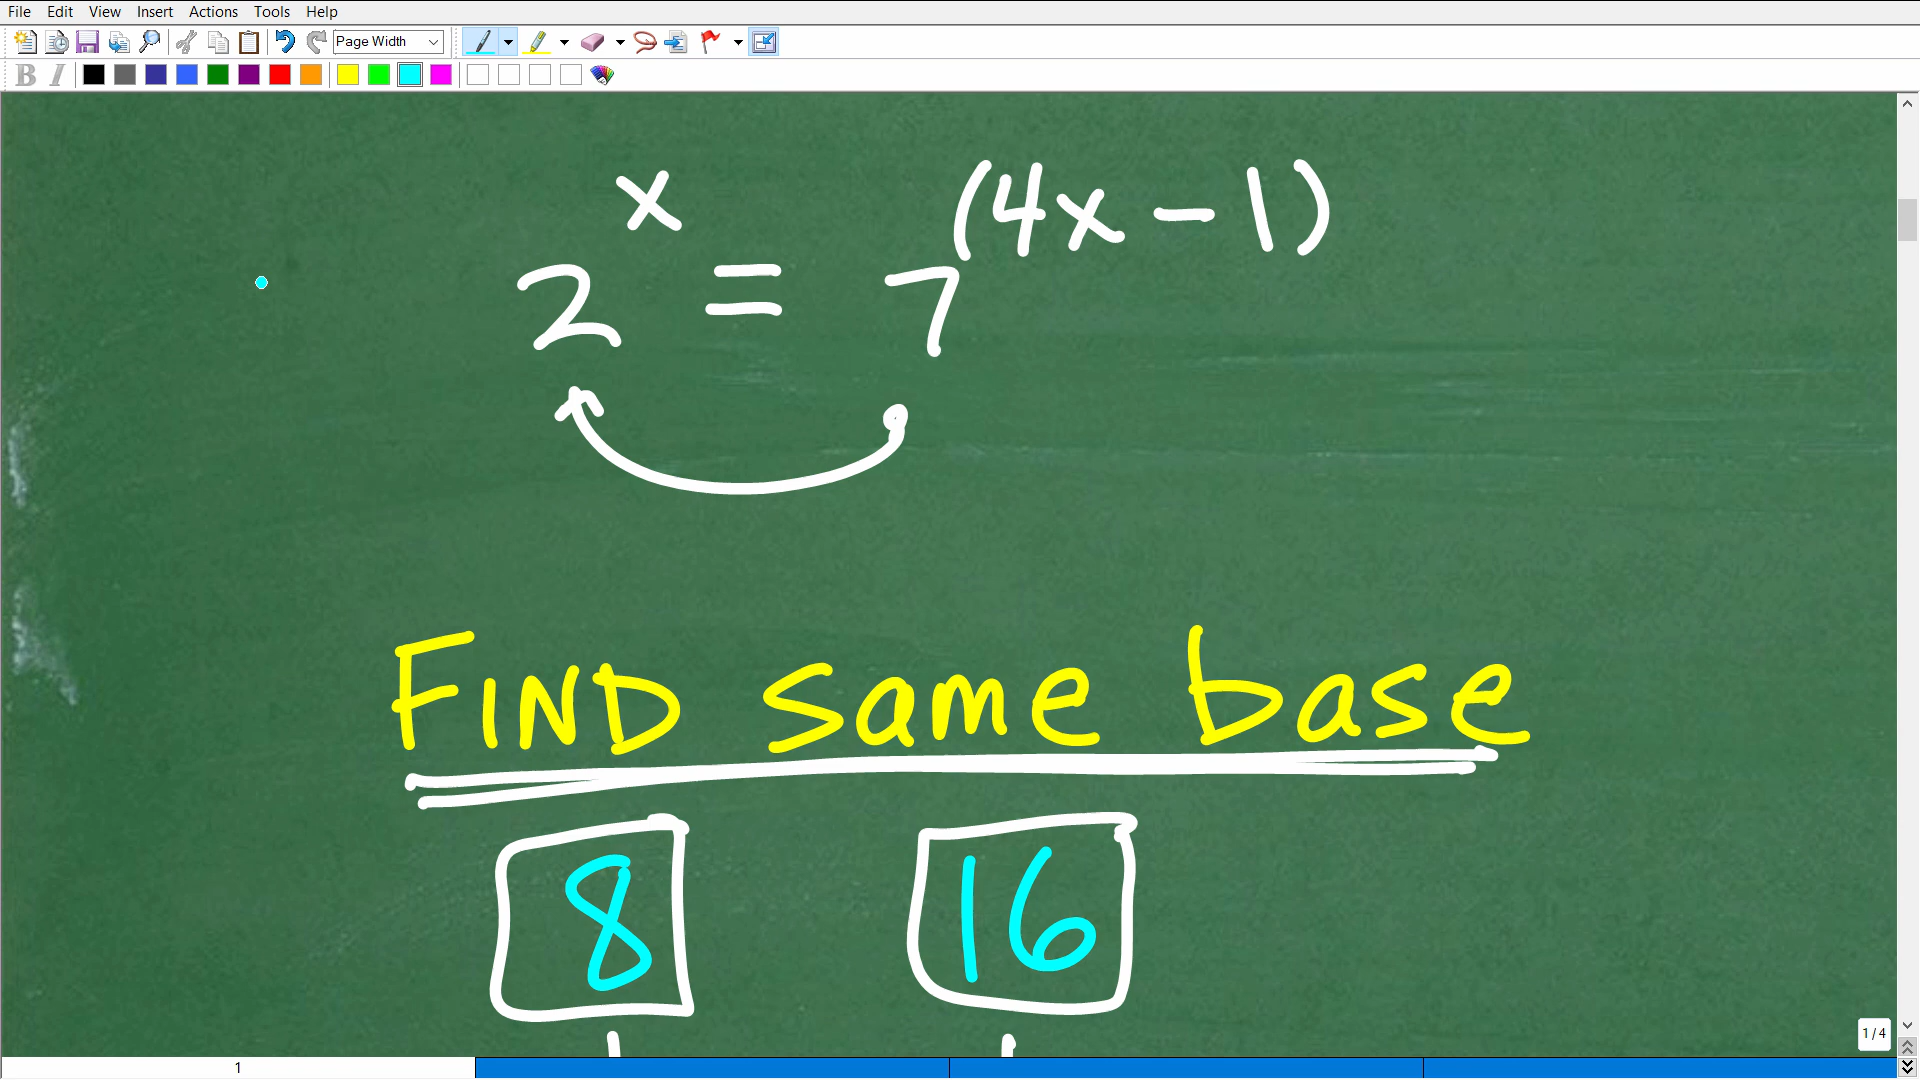 File Edit View Insert Actions Tools Help
Page Width
B I
2^x = 7^(4x - 1)
FIND same base
8 16
1 / 4
1